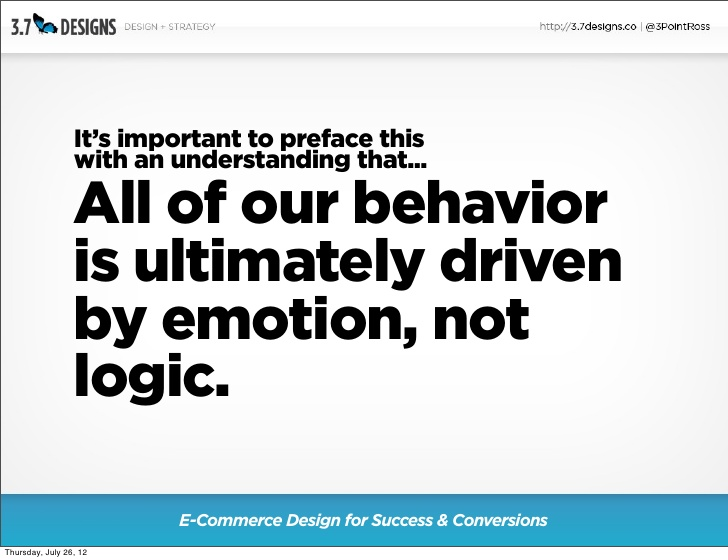 3.7 DESIGNS DESIGN + STRATEGY http://3.7designs.co | @3PointRoss
It's important to preface this
with an understanding that...
All of our behavior
is ultimately driven
by emotion, not
logic.
E-Commerce Design for Success & Conversions
Thursday, July 26, 12